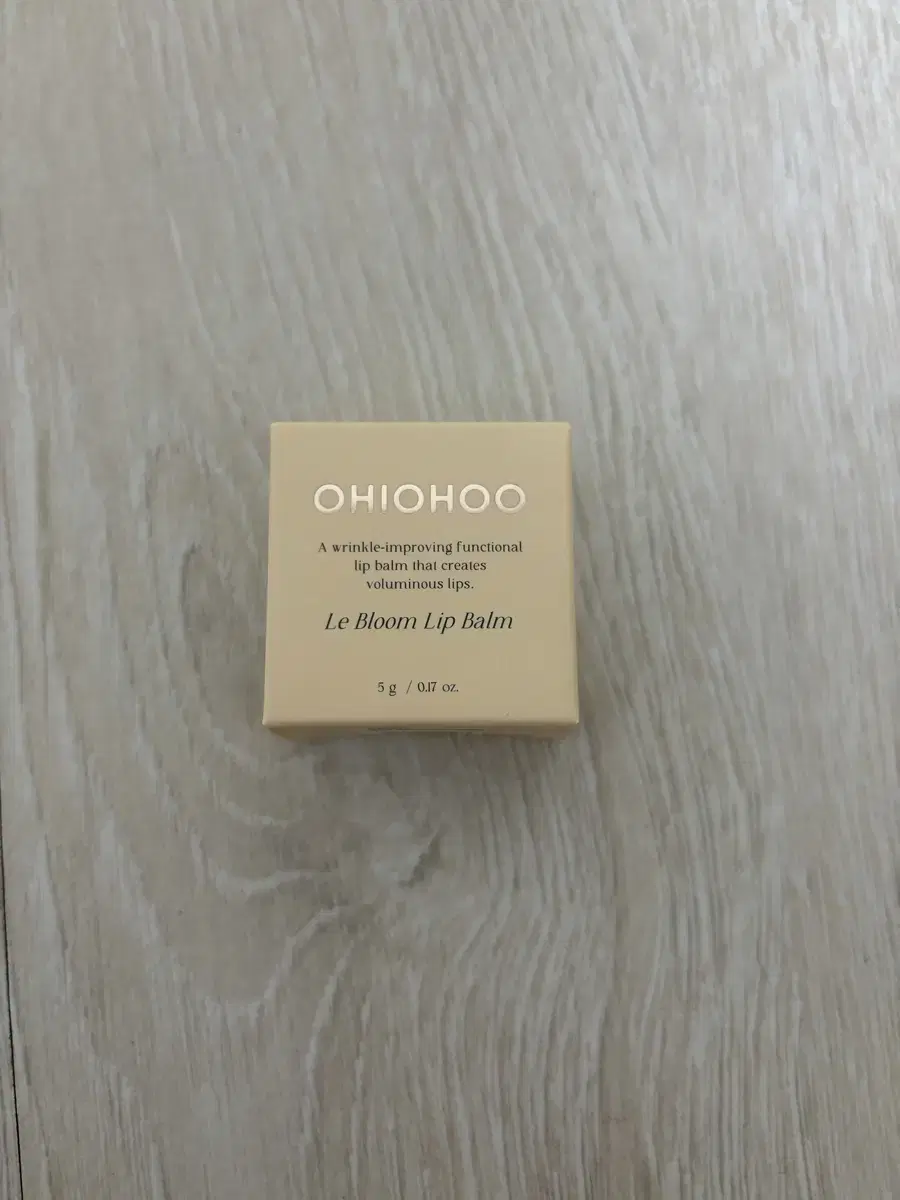 OHIOHOO
A wrinkle-improving functional
lip balm that creates
voluminous lips.
Le Bloom Lip Balm
5 g / 0.17 oz.